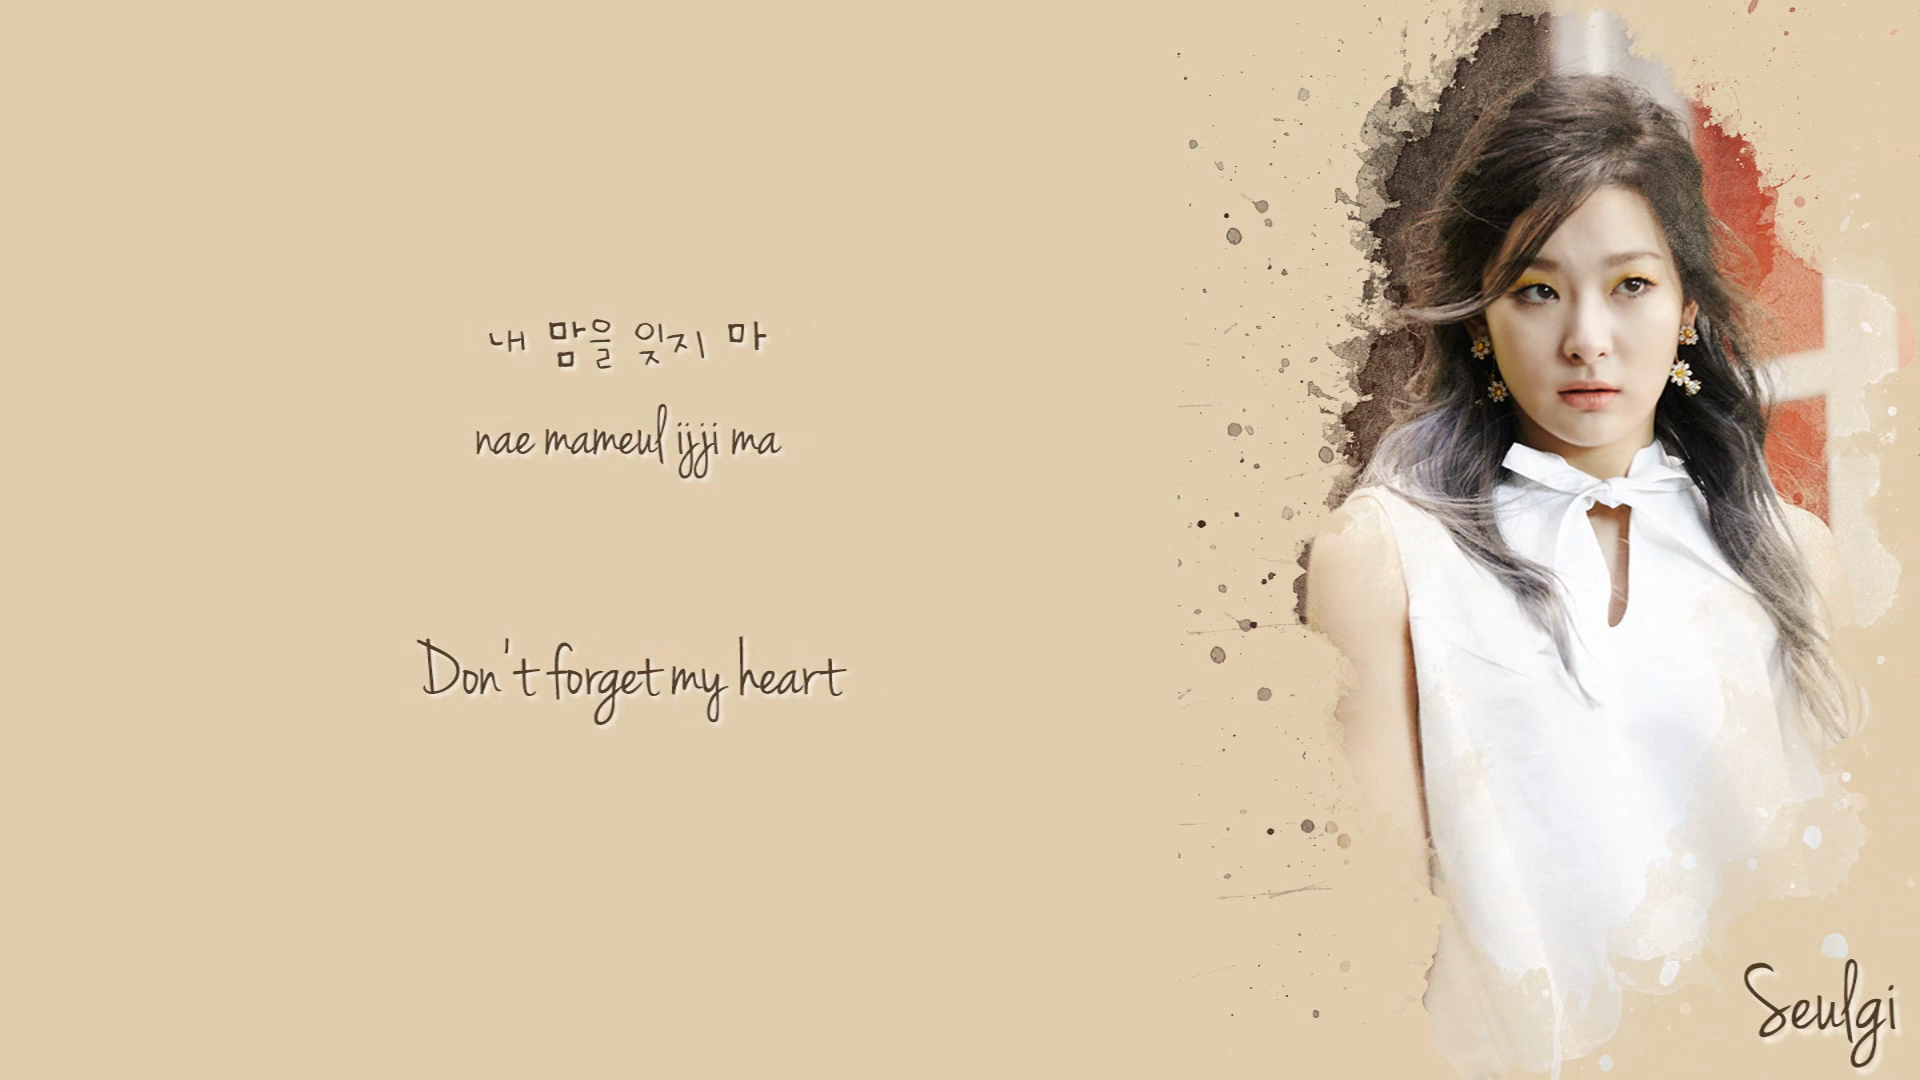 내 맘을 잊지 마
nae mameul ijji ma
Don't forget my heart
Seulgi